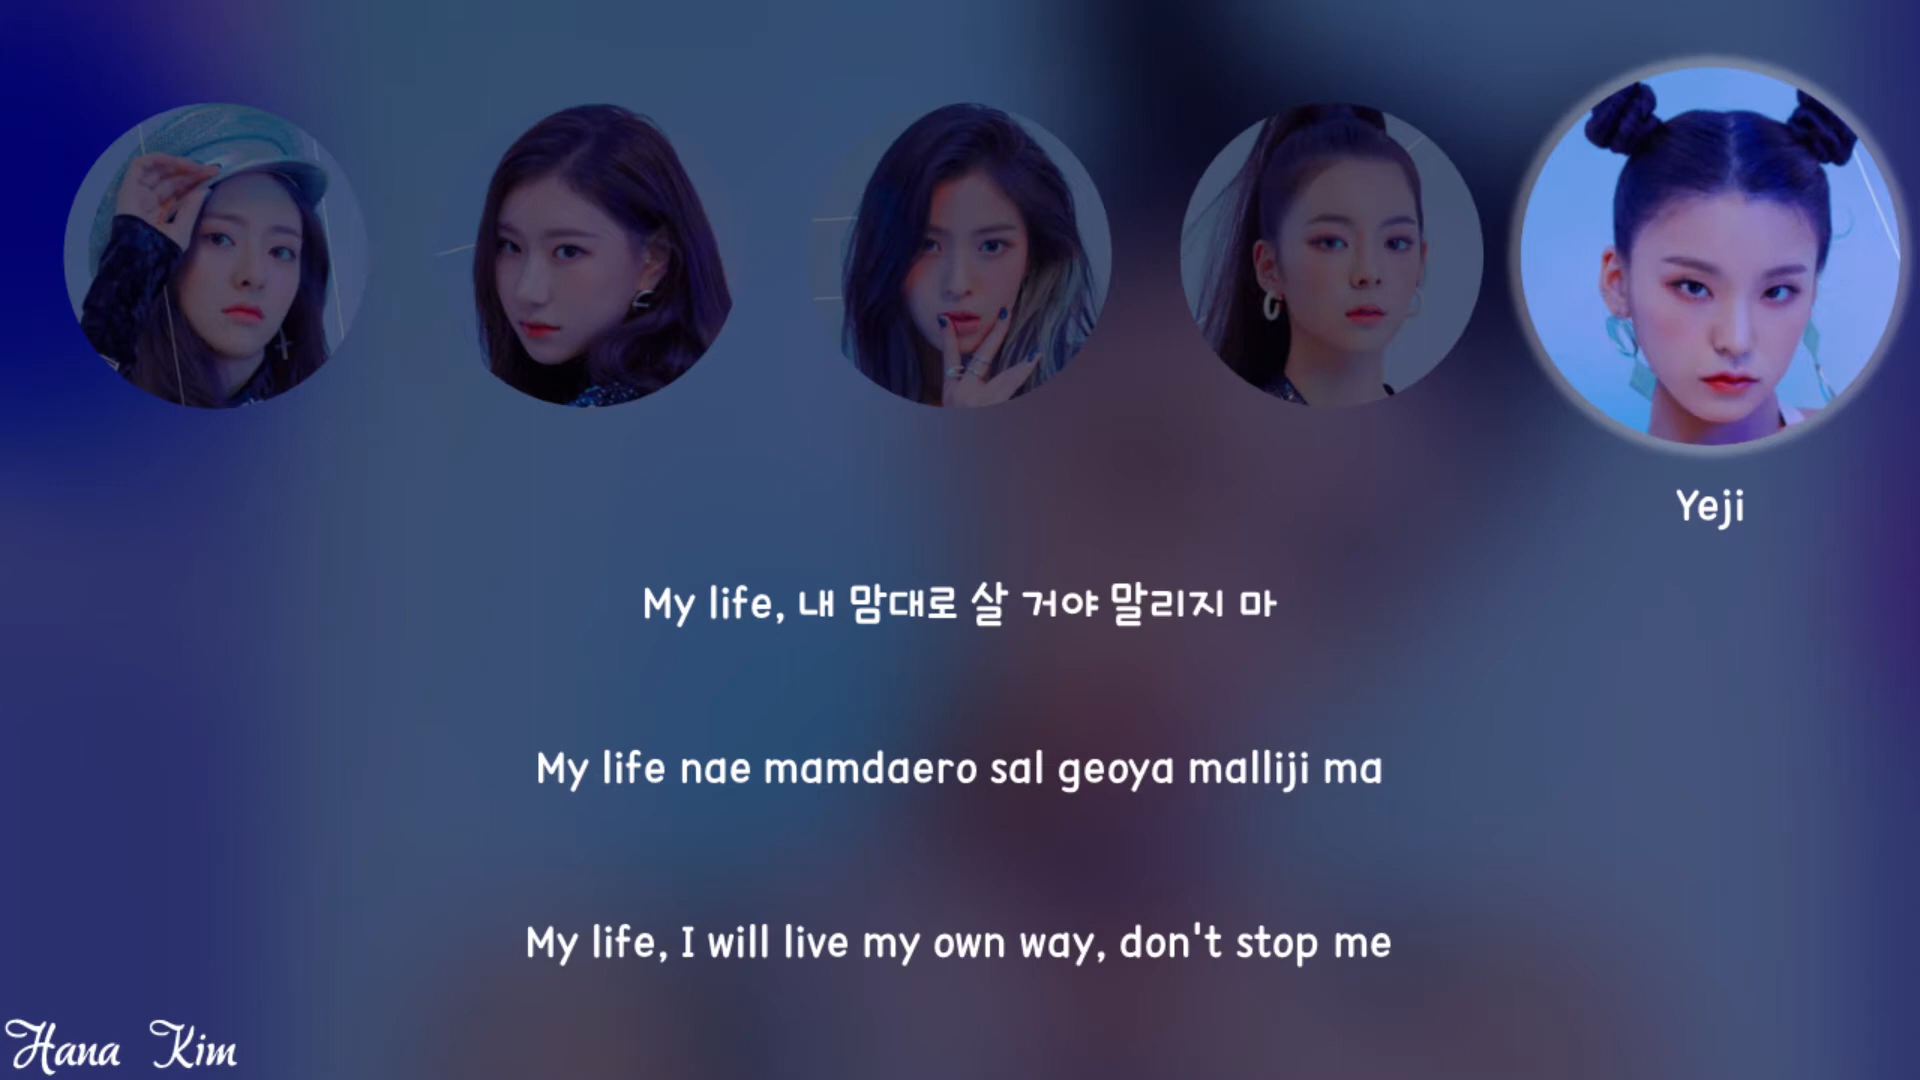 Yeji
My life, 내 맘대로 살 거야 말리지 마
My life nae mamdaero sal geoya malliji ma
My life, I will live my own way, don't stop me
Hana Kim